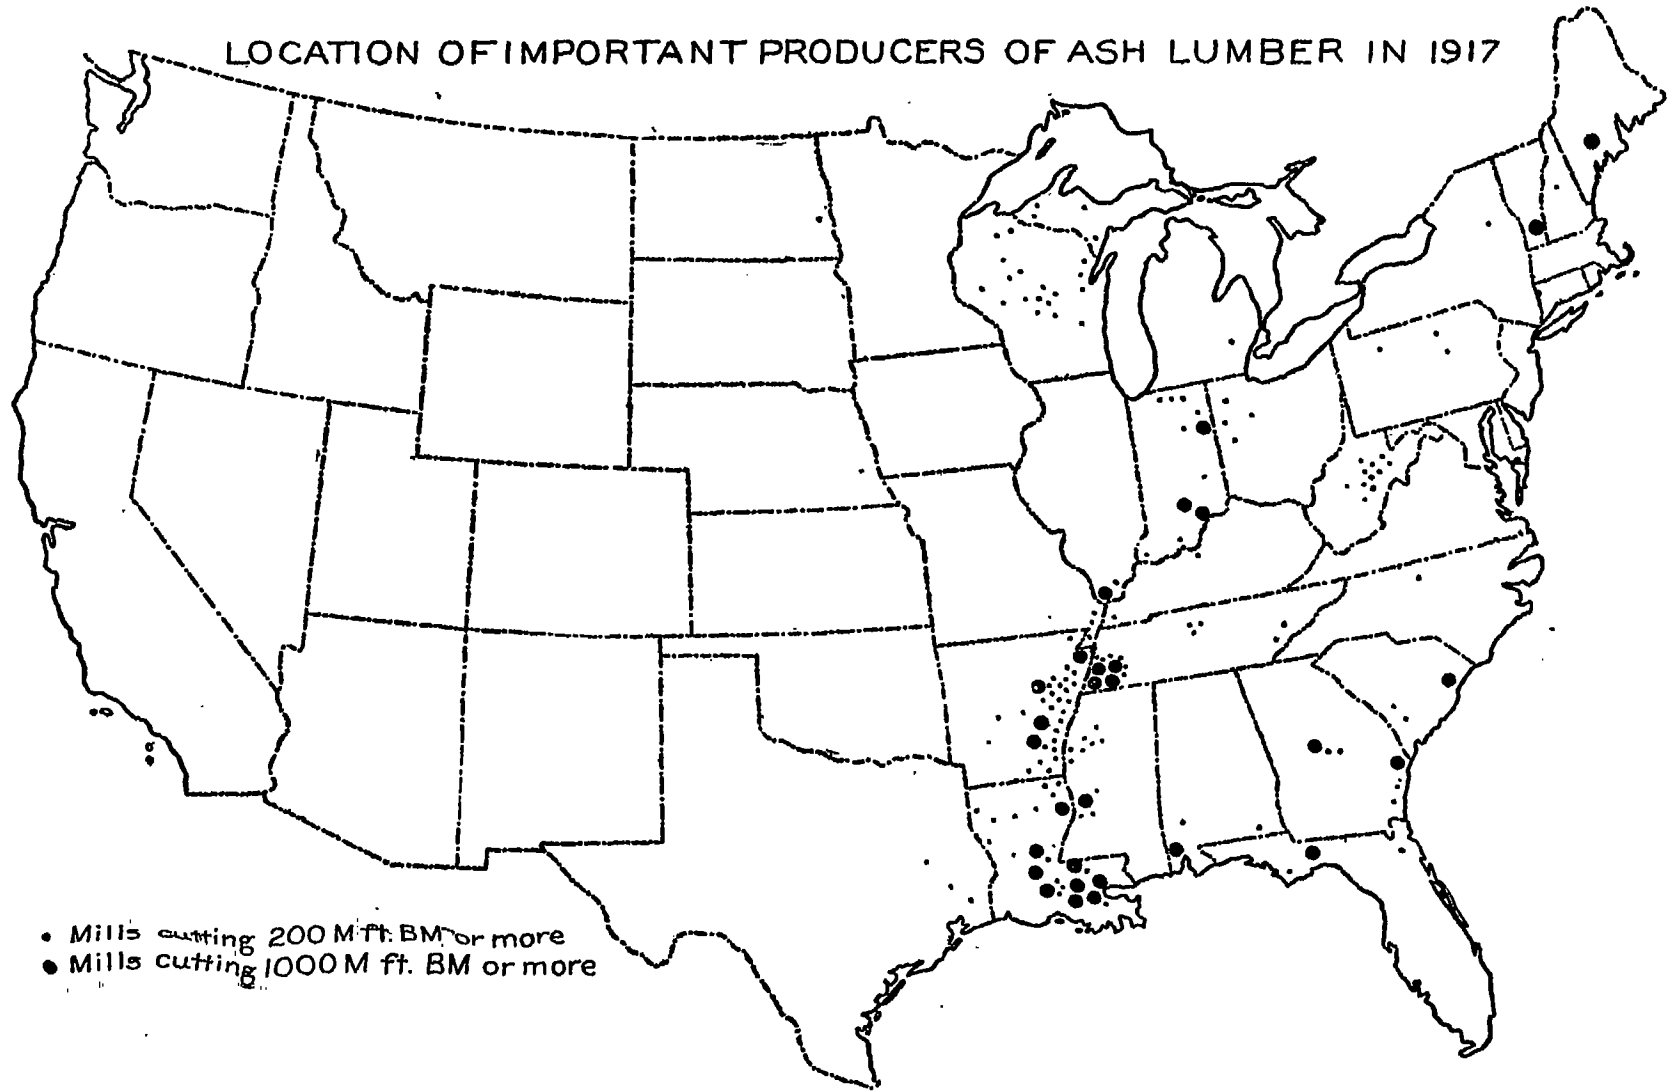 LOCATION OF IMPORTANT PRODUCERS OF ASH LUMBER IN 1917
• Mills cutting 200 M ft. BM or more
● Mills cutting 1000 M ft. BM or more